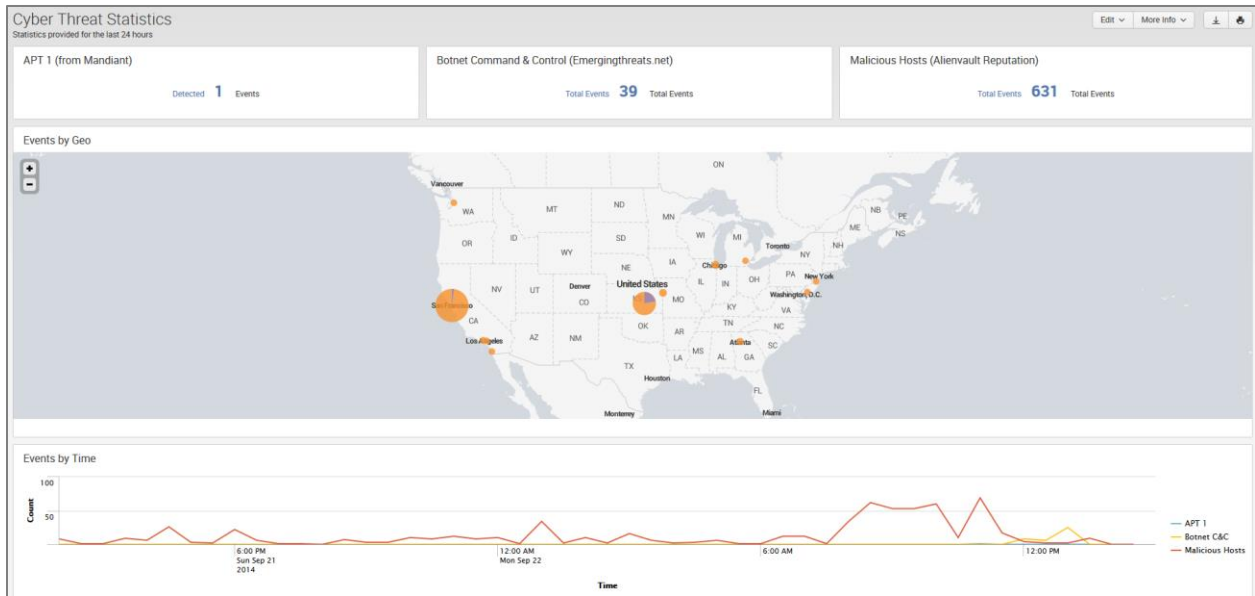 Cyber Threat Statistics
Edit More Info
Statistics provided for the last 24 hours
APT 1 (from Mandiant)
Detected 1 Events
Botnet Command & Control (Emergingthreats.net)
Total Events 39 Total Events
Malicious Hosts (Alienvault Reputation)
Total Events 631 Total Events
Events by Geo
+
-
ON
Vancouver
WA MT ND MN NB PE
ME NS
OR ID SD WI MI Toronto NH
WY NY
IA Chicago
NE PA New York
NV UT Denver United States IL IN OH
CO MO Washington, D.C.
San Francisco KY VA
CA OK TN NC
AZ NM AR
Los Angeles MS AL Atlanta GA SC
TX LA
Houston
FL
Monterrey Miami
Events by Time
100
50
Count
6:00 PM
Sun Sep 21
2014
12:00 AM
Mon Sep 22
6:00 AM
12:00 PM
Time
APT 1
Botnet C&C
Malicious Hosts